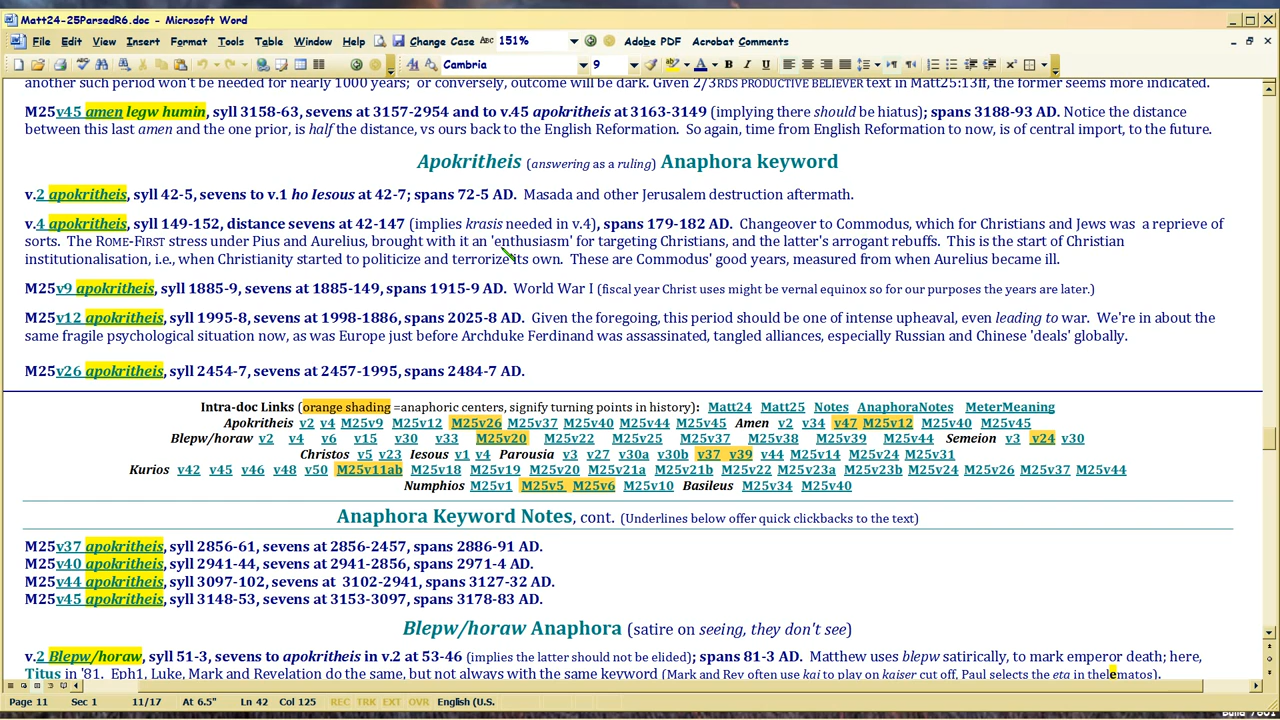 Matt24-25ParsedR6.doc - Microsoft Word
File Edit View Insert Format Tools Table Window Help Change Case ABC 151% Adobe PDF Acrobat Comments
Cambria 9 B I U
another such period won't be needed for nearly 1000 years; or conversely, outcome will be dark. Given 2/3RDS PRODUCTIVE BELIEVER text in Matt25:13ff, the former seems more indicated.
M25v45 amen legw humin, syll 3158-63, sevens at 3157-2954 and to v.45 apokritheis at 3163-3149 (implying there should be hiatus); spans 3188-93 AD. Notice the distance
between this last amen and the one prior, is half the distance, vs ours back to the English Reformation. So again, time from English Reformation to now, is of central import, to the future.
Apokritheis (answering as a ruling) Anaphora keyword
v.2 apokritheis, syll 42-5, sevens to v.1 ho Iesous at 42-7; spans 72-5 AD. Masada and other Jerusalem destruction aftermath.
v.4 apokritheis, syll 149-152, distance sevens at 42-147 (implies krasis needed in v.4), spans 179-182 AD. Changeover to Commodus, which for Christians and Jews was a reprieve of
sorts. The ROME-FIRST stress under Pius and Aurelius, brought with it an 'enthusiasm' for targeting Christians, and the latter's arrogant rebuffs. This is the start of Christian
institutionalisation, i.e., when Christianity started to politicize and terrorize its own. These are Commodus' good years, measured from when Aurelius became ill.
M25v9 apokritheis, syll 1885-9, sevens at 1885-149, spans 1915-9 AD. World War I (fiscal year Christ uses might be vernal equinox so for our purposes the years are later.)
M25v12 apokritheis, syll 1995-8, sevens at 1998-1886, spans 2025-8 AD. Given the foregoing, this period should be one of intense upheaval, even leading to war. We're in about the
same fragile psychological situation now, as was Europe just before Archduke Ferdinand was assassinated, tangled alliances, especially Russian and Chinese 'deals' globally.
M25v26 apokritheis, syll 2454-7, sevens at 2457-1995, spans 2484-7 AD.
Intra-doc Links (orange shading =anaphoric centers, signify turning points in history): Matt24 Matt25 Notes AnaphoraNotes MeterMeaning
Apokritheis v2 v4 M25v9 M25v12 M25v26 M25v37 M25v40 M25v44 M25v45 Amen v2 v34 v47 M25v12 M25v40 M25v45
Blepw/horaw v2 v4 v6 v15 v30 v33 M25v20 M25v22 M25v25 M25v37 M25v38 M25v39 M25v44 Semeion v3 v24 v30
Christos v5 v23 Iesous v1 v4 Parousia v3 v27 v30a v30b v37 v39 v44 M25v14 M25v24 M25v31
Kurios v42 v45 v46 v48 v50 M25v11ab M25v18 M25v19 M25v20 M25v21a M25v21b M25v22 M25v23a M25v23b M25v24 M25v26 M25v37 M25v44
Numphios M25v1 M25v5 M25v6 M25v10 Basileus M25v34 M25v40
Anaphora Keyword Notes, cont. (Underlines below offer quick clickbacks to the text)
M25v37 apokritheis, syll 2856-61, sevens at 2856-2457, spans 2886-91 AD.
M25v40 apokritheis, syll 2941-44, sevens at 2941-2856, spans 2971-4 AD.
M25v44 apokritheis, syll 3097-102, sevens at 3102-2941, spans 3127-32 AD.
M25v45 apokritheis, syll 3148-53, sevens at 3153-3097, spans 3178-83 AD.
Blepw/horaw Anaphora (satire on seeing, they don't see)
v.2 Blepw/horaw, syll 51-3, sevens to apokritheis in v.2 at 53-46 (implies the latter should not be elided); spans 81-3 AD. Matthew uses blepw satirically, to mark emperor death; here,
Titus in '81. Eph1, Luke, Mark and Revelation do the same, but not always with the same keyword (Mark and Rev often use kai to play on kaiser cut off, Paul selects the eta in thelematos).
Page 11 Sec 1 11/17 At 6.5" Ln 42 Col 125 REC TRK EXT OVR English (U.S.